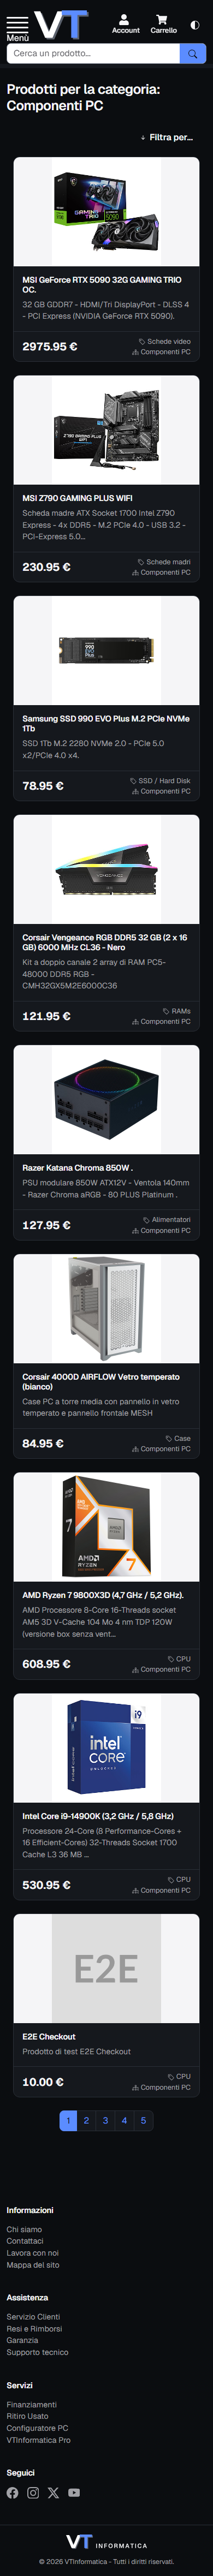 Menù
VT
Account
Carrello
Cerca un prodotto...
Prodotti per la categoria:
Componenti PC
Filtra per...
MSI GeForce RTX 5090 32G GAMING TRIO
OC.
32 GB GDDR7 - HDMI/Tri DisplayPort - DLSS 4
- PCI Express (NVIDIA GeForce RTX 5090).
2975.95 €
Schede video
Componenti PC
MSI Z790 GAMING PLUS WIFI
Scheda madre ATX Socket 1700 Intel Z790
Express - 4x DDR5 - M.2 PCIe 4.0 - USB 3.2 -
PCI-Express 5.0...
230.95 €
Schede madri
Componenti PC
Samsung SSD 990 EVO Plus M.2 PCIe NVMe
1Tb
SSD 1Tb M.2 2280 NVMe 2.0 - PCIe 5.0
x2/PCIe 4.0 x4.
78.95 €
SSD / Hard Disk
Componenti PC
Corsair Vengeance RGB DDR5 32 GB (2 x 16
GB) 6000 MHz CL36 - Nero
Kit a doppio canale 2 array di RAM PC5-
48000 DDR5 RGB -
CMH32GX5M2E6000C36
121.95 €
RAMs
Componenti PC
Razer Katana Chroma 850W .
PSU modulare 850W ATX12V - Ventola 140mm
- Razer Chroma aRGB - 80 PLUS Platinum .
127.95 €
Alimentatori
Componenti PC
Corsair 4000D AIRFLOW Vetro temperato
(bianco)
Case PC a torre media con pannello in vetro
temperato e pannello frontale MESH
84.95 €
Case
Componenti PC
AMD
RYZEN
7
AMD Ryzen 7 9800X3D (4,7 GHz / 5,2 GHz).
AMD Processore 8-Core 16-Threads socket
AM5 3D V-Cache 104 Mo 4 nm TDP 120W
(versione box senza vent...
608.95 €
CPU
Componenti PC
intel
CORE
UNLOCKED
i9
Intel Core i9-14900K (3,2 GHz / 5,8 GHz)
Processore 24-Core (8 Performance-Cores +
16 Efficient-Cores) 32-Threads Socket 1700
Cache L3 36 MB ...
530.95 €
CPU
Componenti PC
E2E
E2E Checkout
Prodotto di test E2E Checkout
10.00 €
CPU
Componenti PC
1 2 3 4 5
Informazioni
Chi siamo
Contattaci
Lavora con noi
Mappa del sito
Assistenza
Servizio Clienti
Resi e Rimborsi
Garanzia
Supporto tecnico
Servizi
Finanziamenti
Ritiro Usato
Configuratore PC
VTInformatica Pro
Seguici
VT INFORMATICA
© 2026 VTInformatica - Tutti i diritti riservati.